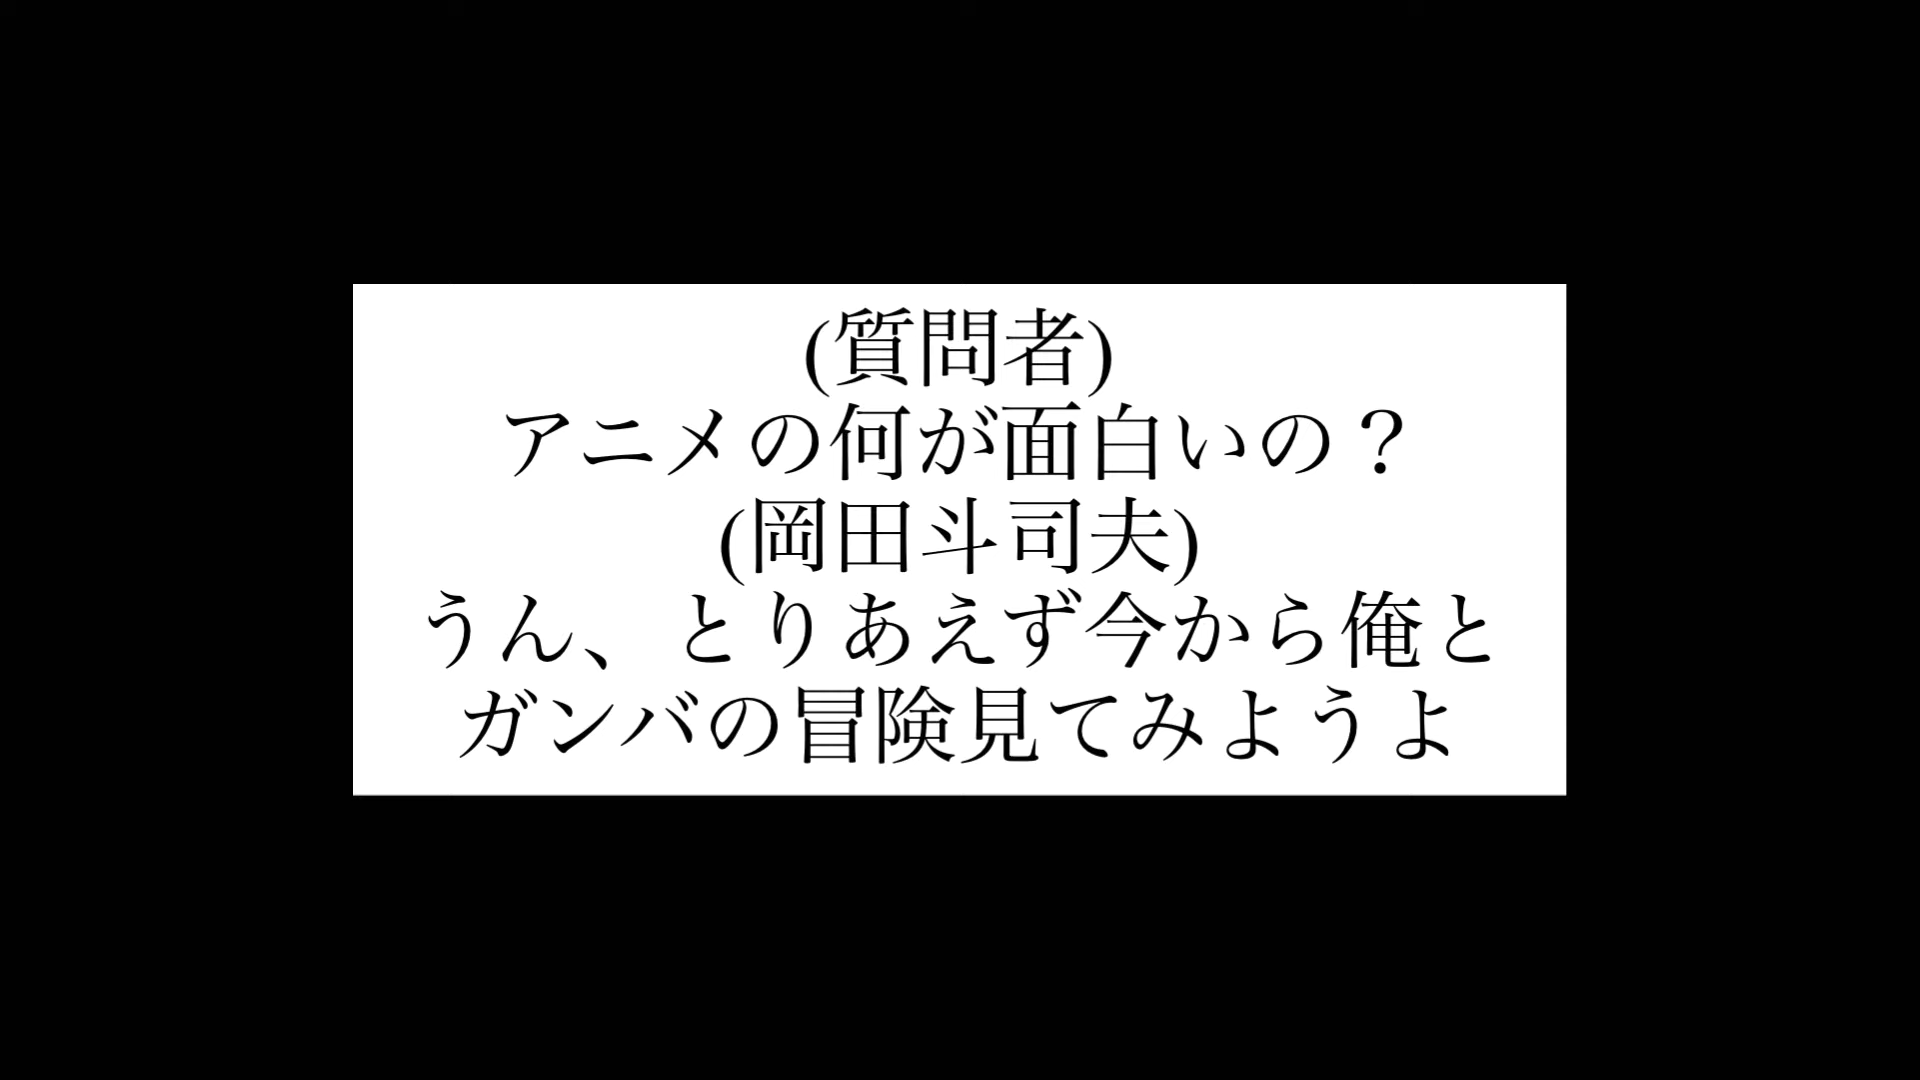 (質問者)
アニメの何が面白いの？
(岡田斗司夫)
うん、とりあえず今から俺と
ガンバの冒険見てみようよ